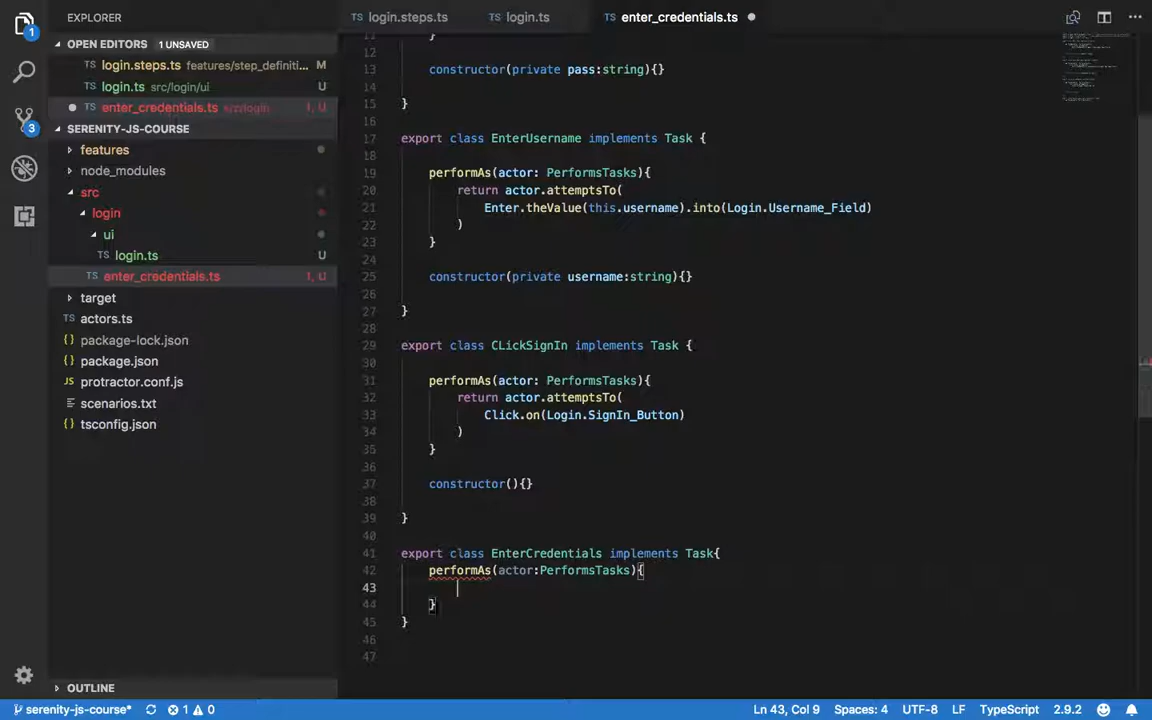 EXPLORER
login.steps.ts
login.ts
enter_credentials.ts
OPEN EDITORS 1 UNSAVED
login.steps.ts features/step_definiti... M
login.ts src/login/ui U
enter_credentials.ts src/login 1, U
SERENITY-JS-COURSE
features
node_modules
src
login
ui
login.ts U
enter_credentials.ts 1, U
target
actors.ts
package-lock.json
package.json
protractor.conf.js
scenarios.txt
tsconfig.json
OUTLINE
11 }
12
13 constructor(private pass:string){}
14
15 }
16
17 export class EnterUsername implements Task {
18
19 performAs(actor: PerformsTasks){
20 return actor.attemptsTo(
21 Enter.theValue(this.username).into(Login.Username_Field)
22 )
23 }
24
25 constructor(private username:string){}
26
27 }
28
29 export class CLickSignIn implements Task {
30
31 performAs(actor: PerformsTasks){
32 return actor.attemptsTo(
33 Click.on(Login.SignIn_Button)
34 )
35 }
36
37 constructor(){}
38
39 }
40
41 export class EnterCredentials implements Task{
42 performAs(actor:PerformsTasks){
43
44 }
45 }
46
47
serenity-js-course* 1 0 Ln 43, Col 9 Spaces: 4 UTF-8 LF TypeScript 2.9.2